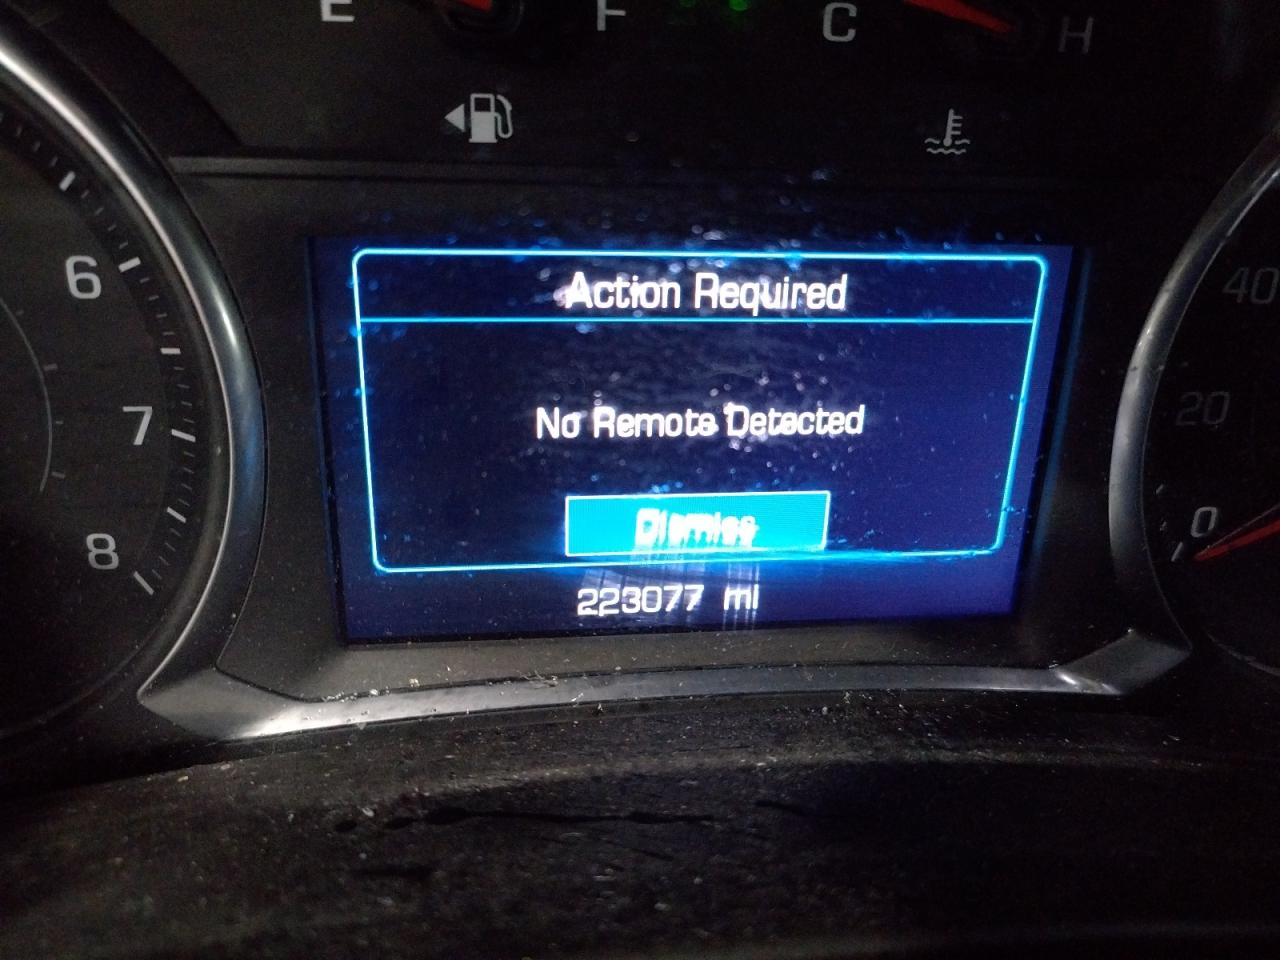 E F C H
6
7
8
40
20
0
Action Required
No Remote Detected
Dismiss
223077 mi